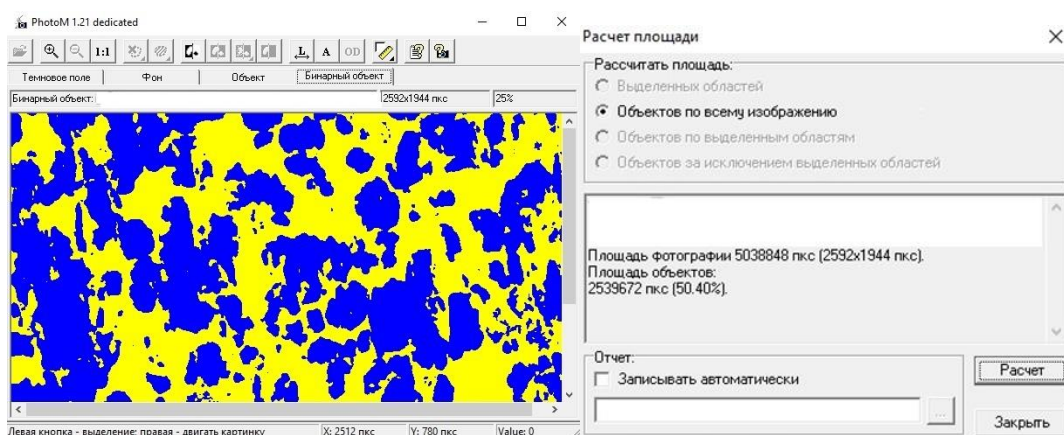 PhotoM 1.21 dedicated
1:1
L A OD
Темновое поле
Фон
Объект
Бинарный объект
Бинарный объект:
2592x1944 пкс
25%
Левая кнопка - выделение; правая - двигать картинку
X: 2512 пкс
Y: 780 пкс
Value: 0
Расчет площади
Рассчитать площадь:
Выделенных областей
Объектов по всему изображению
Объектов по выделенным областям
Объектов за исключением выделенных областей
Площадь фотографии 5038848 пкс (2592x1944 пкс).
Площадь объектов:
2539672 пкс (50.40%).
Отчет:
Записывать автоматически
...
Расчет
Закрыть